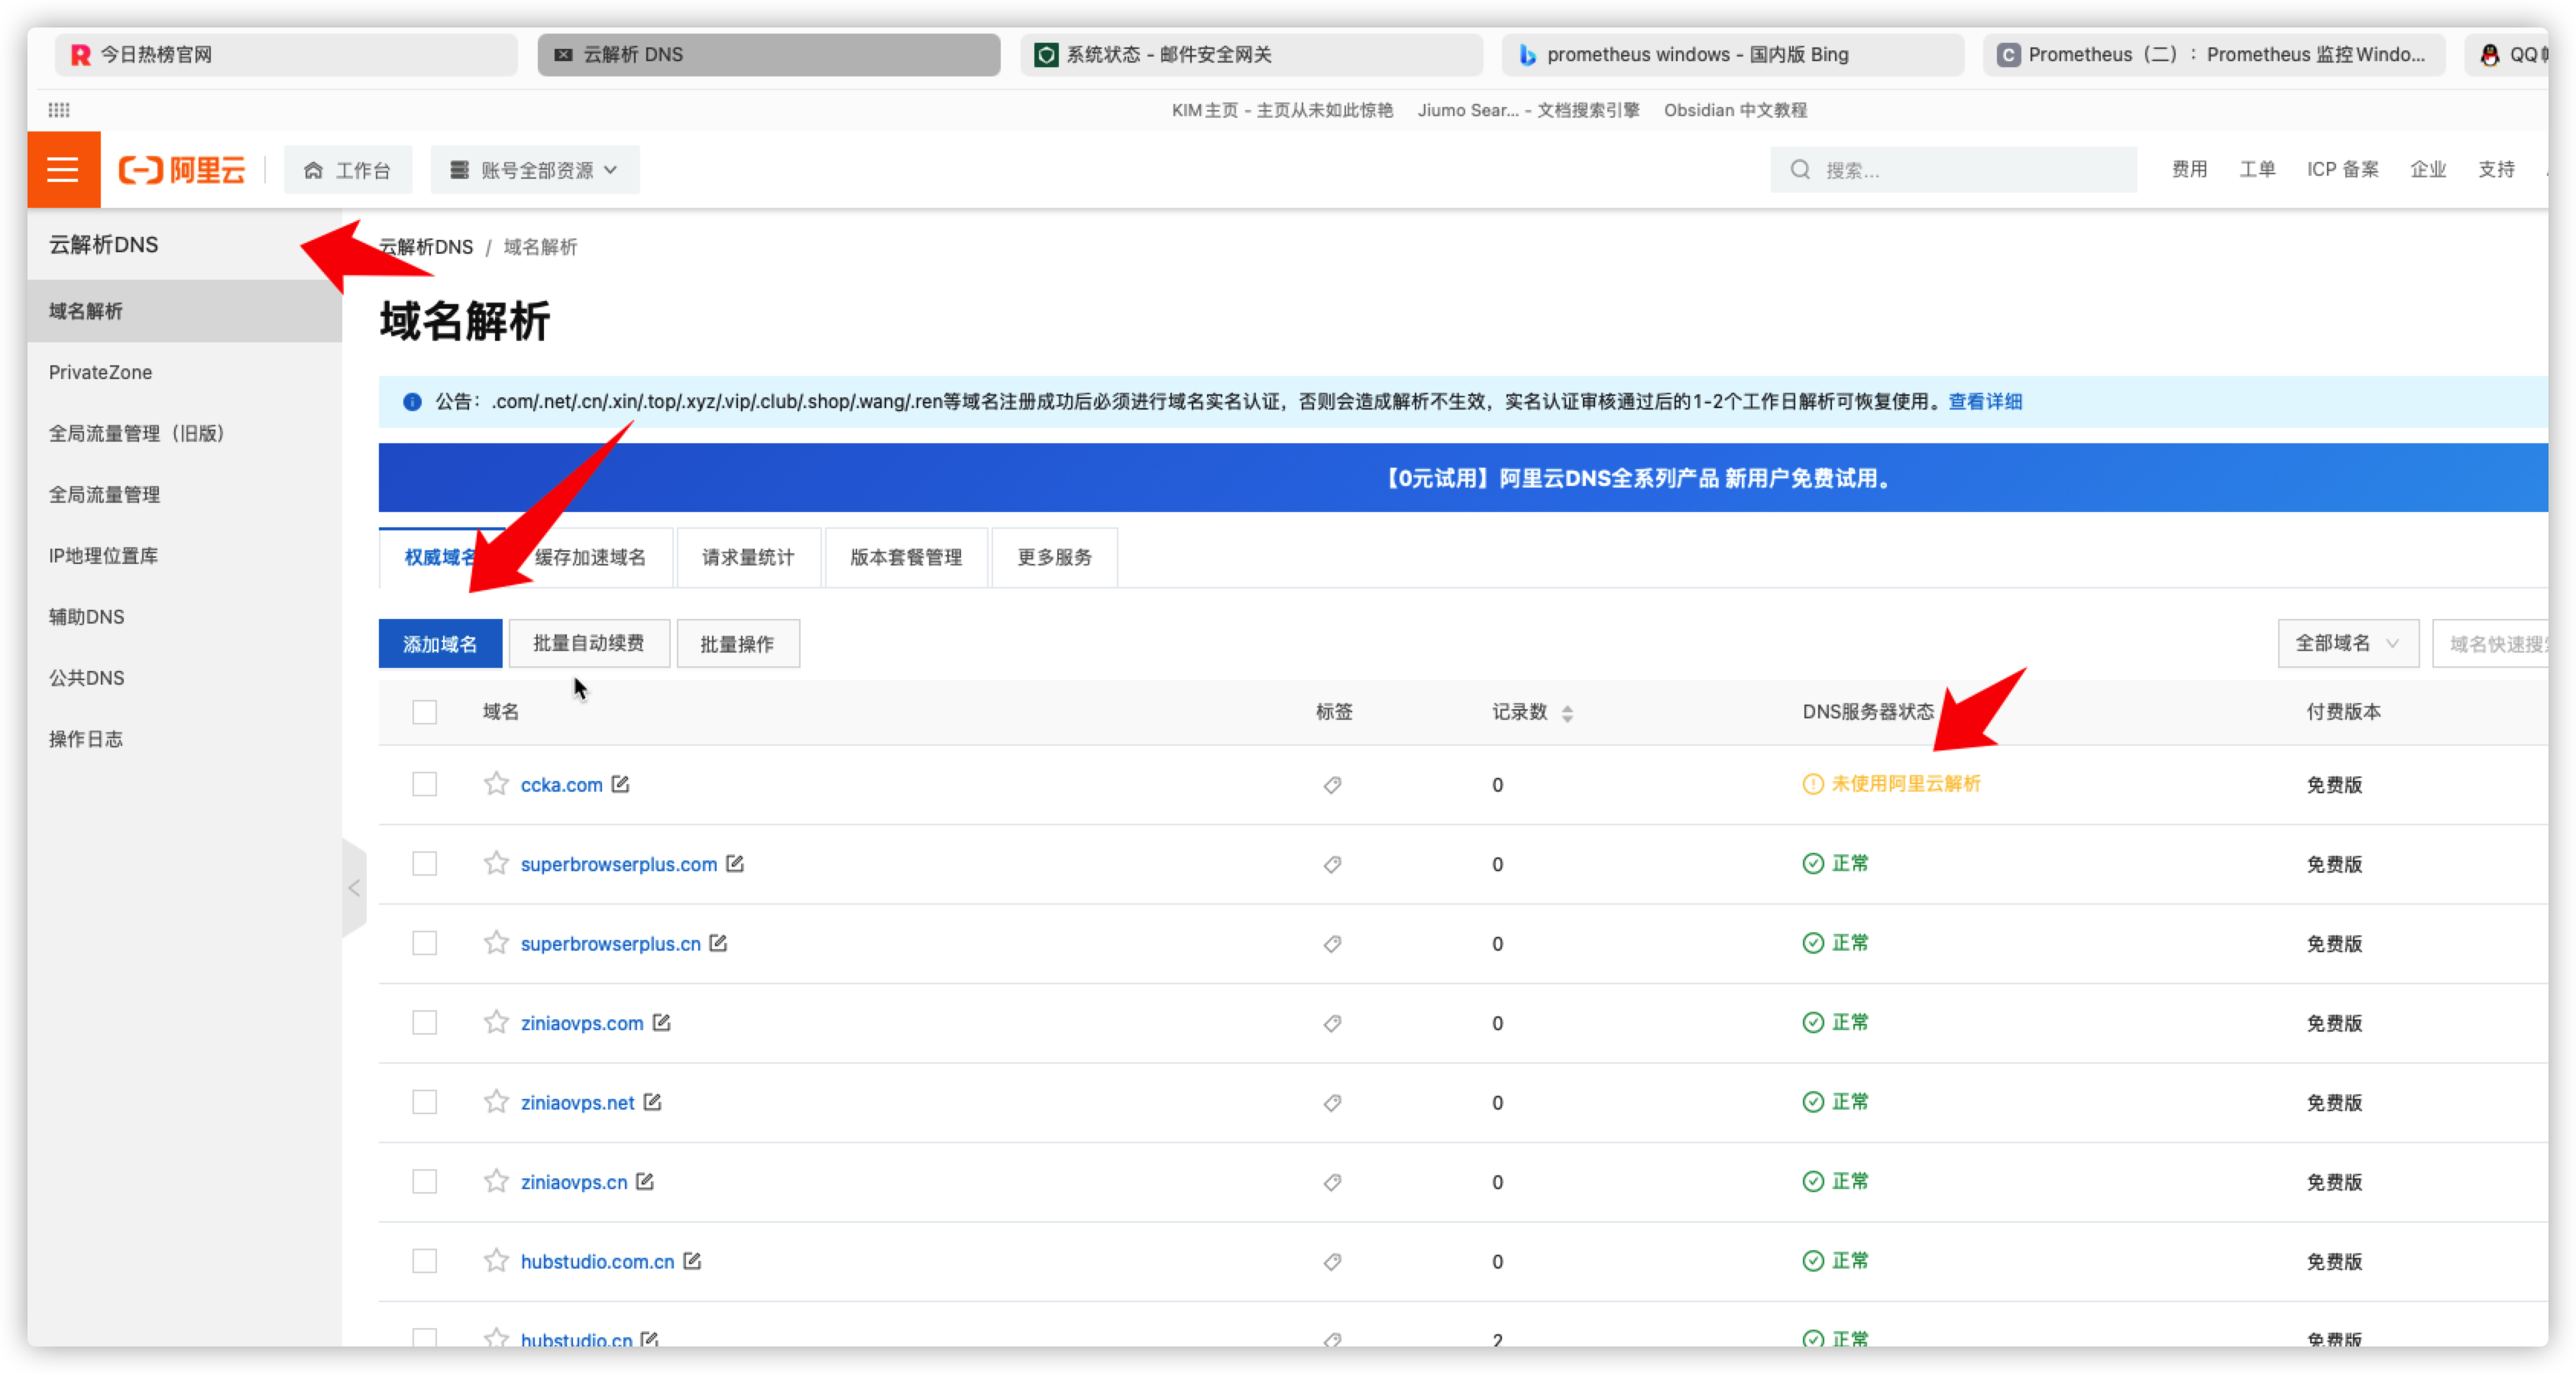 今日热榜官网
云解析 DNS
系统状态 - 邮件安全网关
prometheus windows - 国内版 Bing
Prometheus（二）：Prometheus 监控Windo...
QQ
KIM主页 - 主页从未如此惊艳
Jiumo Sear... - 文档搜索引擎
Obsidian 中文教程
阿里云
工作台
账号全部资源
搜索...
费用
工单
ICP 备案
企业
支持
云解析DNS
域名解析
PrivateZone
全局流量管理（旧版）
全局流量管理
IP地理位置库
辅助DNS
公共DNS
操作日志
云解析DNS / 域名解析
域名解析
公告：.com/.net/.cn/.xin/.top/.xyz/.vip/.club/.shop/.wang/.ren等域名注册成功后必须进行域名实名认证，否则会造成解析不生效，实名认证审核通过后的1-2个工作日解析可恢复使用。查看详细
【0元试用】阿里云DNS全系列产品 新用户免费试用。
权威域名
缓存加速域名
请求量统计
版本套餐管理
更多服务
添加域名
批量自动续费
批量操作
全部域名
域名快速搜
域名 标签 记录数 DNS服务器状态 付费版本
ccka.com 0 未使用阿里云解析 免费版
superbrowserplus.com 0 正常 免费版
superbrowserplus.cn 0 正常 免费版
ziniaovps.com 0 正常 免费版
ziniaovps.net 0 正常 免费版
ziniaovps.cn 0 正常 免费版
hubstudio.com.cn 0 正常 免费版
hubstudio.cn 2 正常 免费版